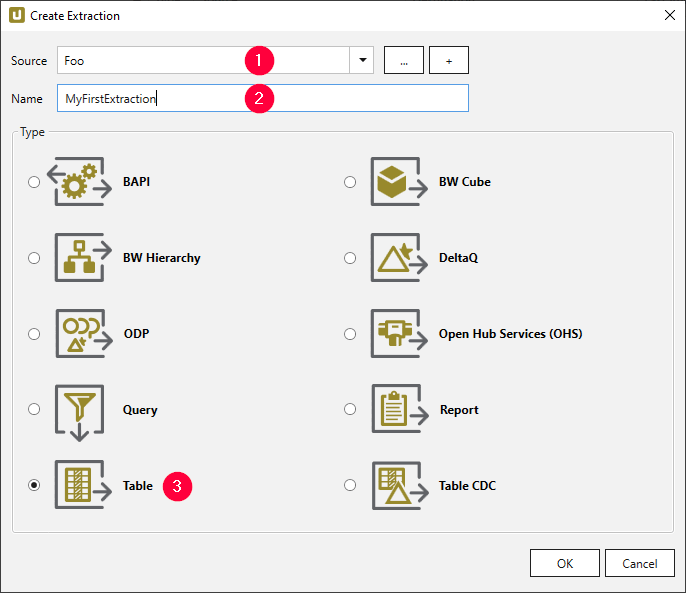 Create Extraction
Source Foo 1 ... +
Name MyFirstExtraction 2
Type
BAPI BW Cube
BW Hierarchy DeltaQ
ODP Open Hub Services (OHS)
Query Report
Table 3 Table CDC
OK Cancel